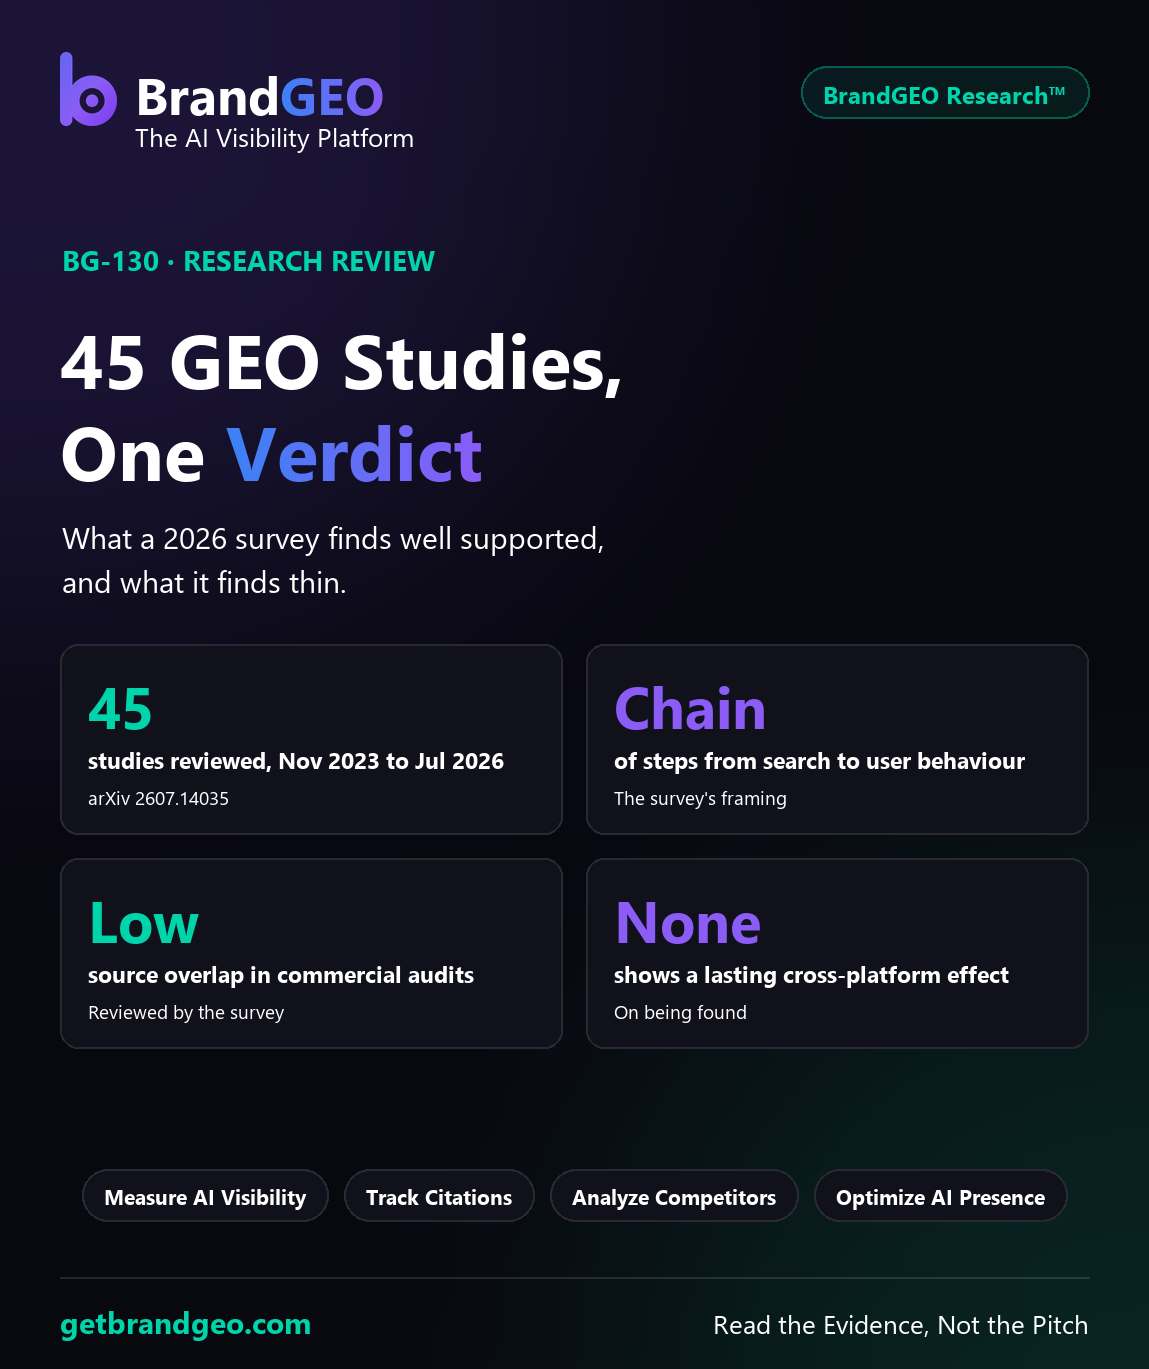 BrandGEO
The AI Visibility Platform
BrandGEO Research™
BG-130 · RESEARCH REVIEW
45 GEO Studies,
One Verdict
What a 2026 survey finds well supported,
and what it finds thin.
45
studies reviewed, Nov 2023 to Jul 2026
arXiv 2607.14035
Chain
of steps from search to user behaviour
The survey's framing
Low
source overlap in commercial audits
Reviewed by the survey
None
shows a lasting cross-platform effect
On being found
Measure AI Visibility
Track Citations
Analyze Competitors
Optimize AI Presence
getbrandgeo.com
Read the Evidence, Not the Pitch